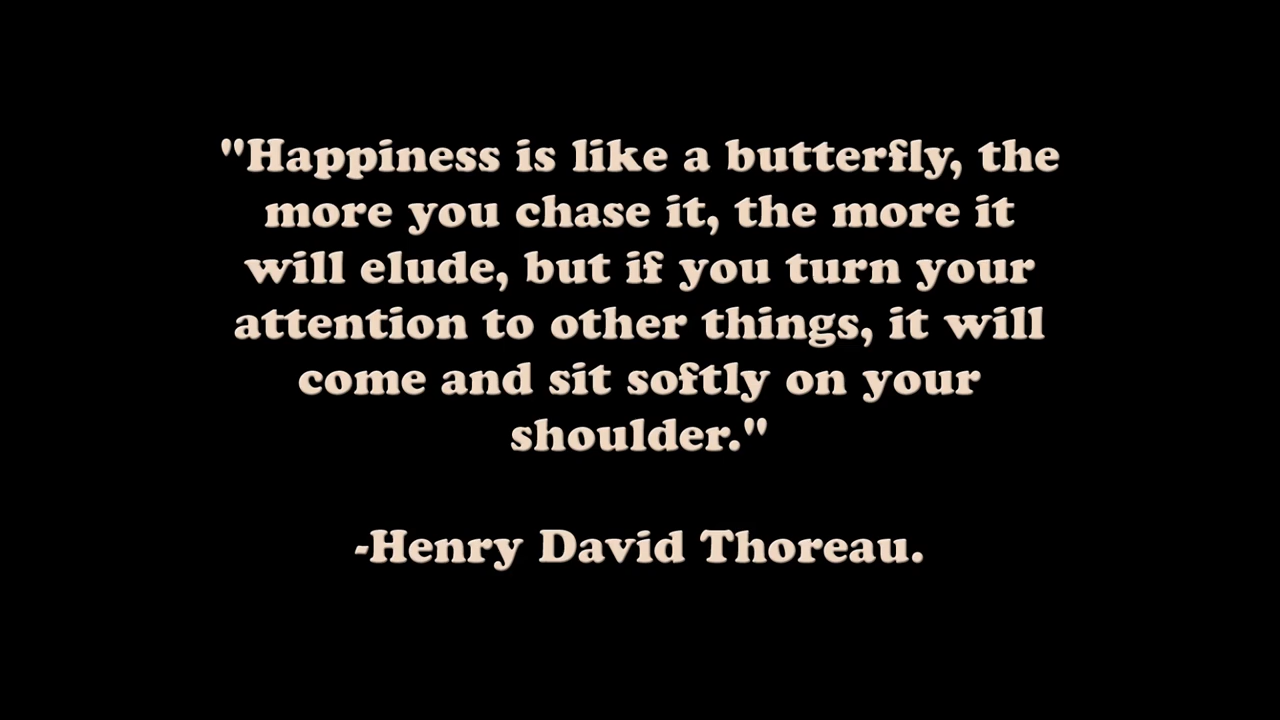 "Happiness is like a butterfly, the
more you chase it, the more it
will elude, but if you turn your
attention to other things, it will
come and sit softly on your
shoulder."
-Henry David Thoreau.